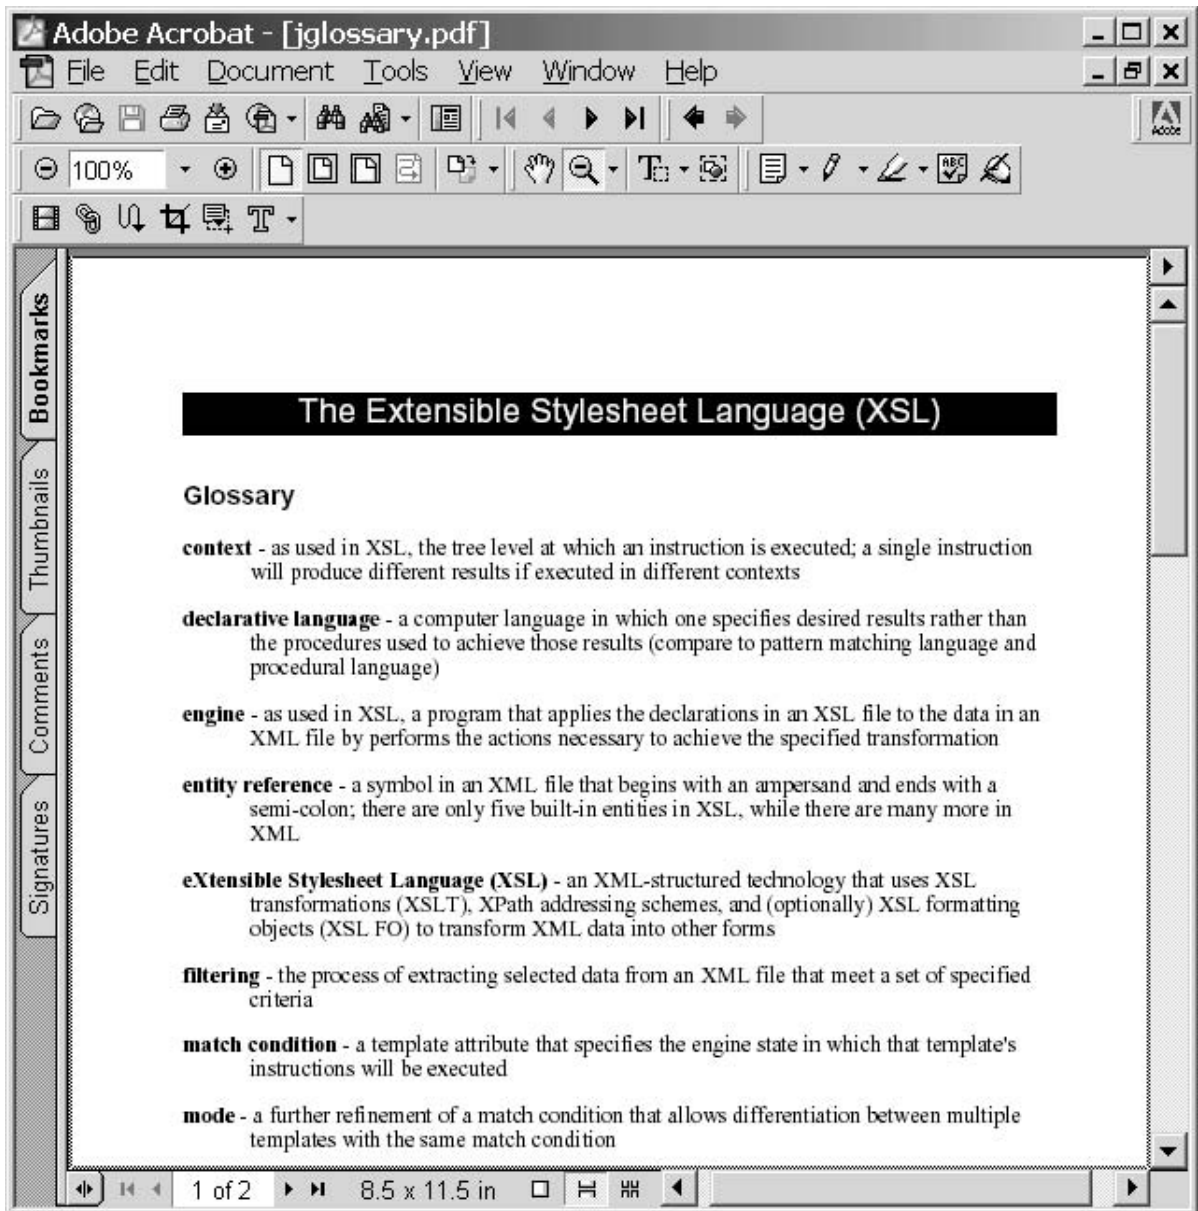 Adobe Acrobat - [jglossary.pdf]
File Edit Document Tools View Window Help
Adobe
100%
T
ABC
T
Bookmarks
Thumbnails
Comments
Signatures
The Extensible Stylesheet Language (XSL)
Glossary
context - as used in XSL, the tree level at which an instruction is executed; a single instruction
will produce different results if executed in different contexts
declarative language - a computer language in which one specifies desired results rather than
the procedures used to achieve those results (compare to pattern matching language and
procedural language)
engine - as used in XSL, a program that applies the declarations in an XSL file to the data in an
XML file by performs the actions necessary to achieve the specified transformation
entity reference - a symbol in an XML file that begins with an ampersand and ends with a
semi-colon; there are only five built-in entities in XSL, while there are many more in
XML
eXtensible Stylesheet Language (XSL) - an XML-structured technology that uses XSL
transformations (XSLT), XPath addressing schemes, and (optionally) XSL formatting
objects (XSL FO) to transform XML data into other forms
filtering - the process of extracting selected data from an XML file that meet a set of specified
criteria
match condition - a template attribute that specifies the engine state in which that template's
instructions will be executed
mode - a further refinement of a match condition that allows differentiation between multiple
templates with the same match condition
1 of 2 8.5 x 11.5 in